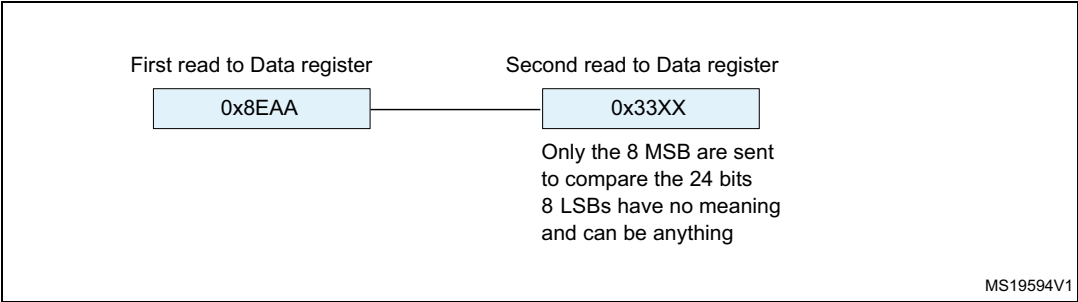 First read to Data register
Second read to Data register
0x8EAA
0x33XX
Only the 8 MSB are sent
to compare the 24 bits
8 LSBs have no meaning
and can be anything
MS19594V1